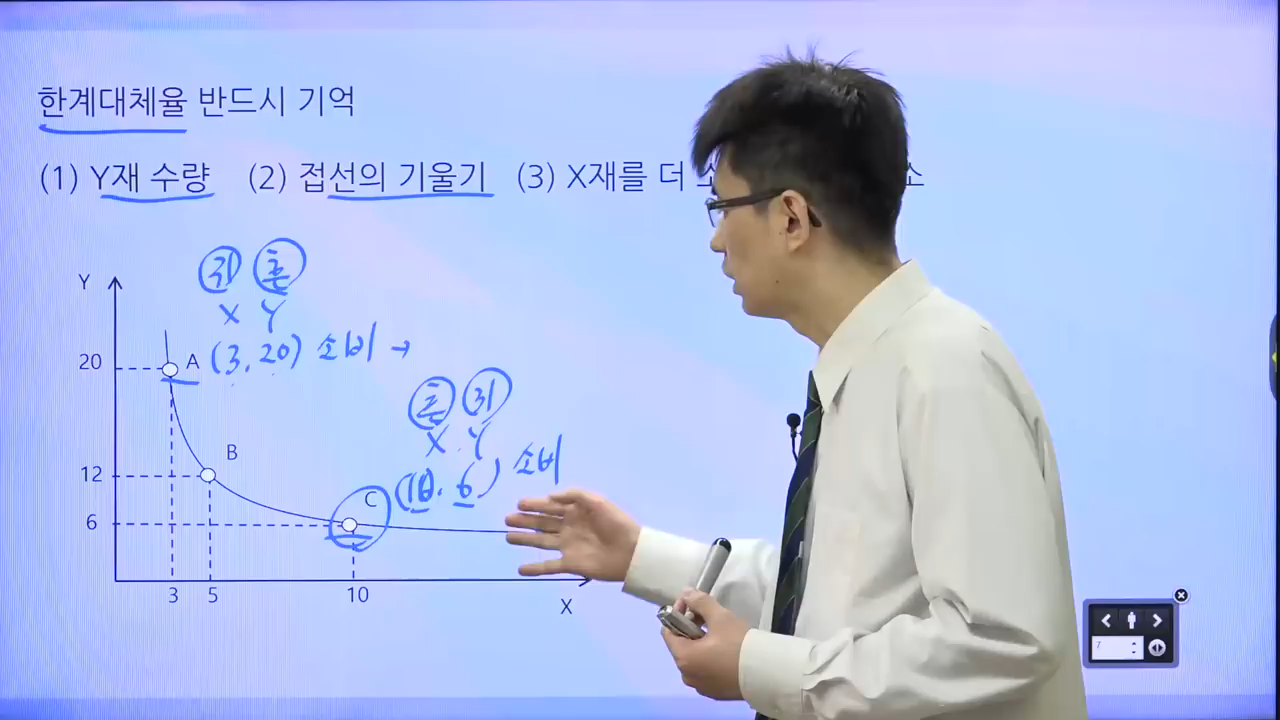 한계대체율 반드시 기억
(1) Y재 수량 (2) 접선의 기울기 (3) X재를 더 소
Y
귀 흔
X Y
20 A (3, 20) 소비 →
흔 귀
X Y
B
12
C (10, 6) 소비
6
3 5 10
X
7